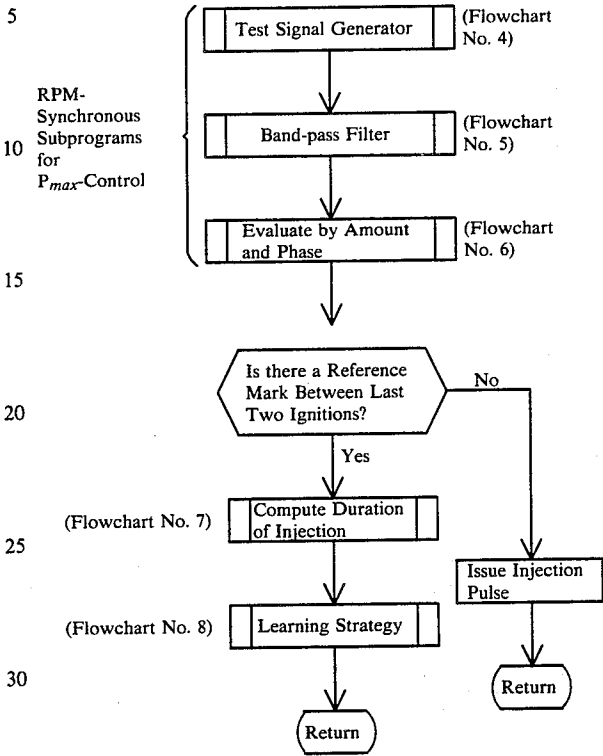 5
Test Signal Generator
(Flowchart
No. 4)
RPM-
Synchronous
Subprograms
for
P_max-Control
10
Band-pass Filter
(Flowchart
No. 5)
Evaluate by Amount
and Phase
(Flowchart
No. 6)
15
Is there a Reference
Mark Between Last
Two Ignitions?
No
20
Yes
(Flowchart No. 7)
Compute Duration
of Injection
25
Issue Injection
Pulse
(Flowchart No. 8)
Learning Strategy
30
Return
Return